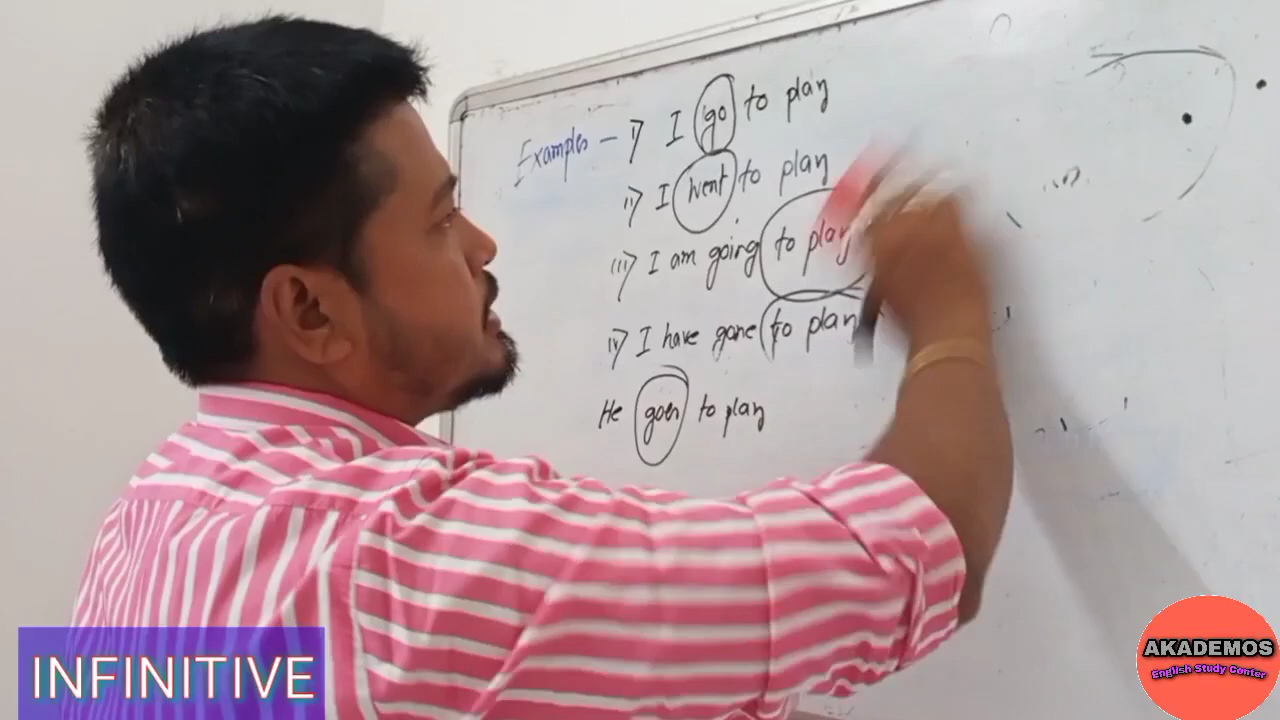 Examples - i) I go to play
ii) I went to play
iii) I am going to play
iv) I have gone to play
He goes to play
INFINITIVE
AKADEMOS
English Study Center